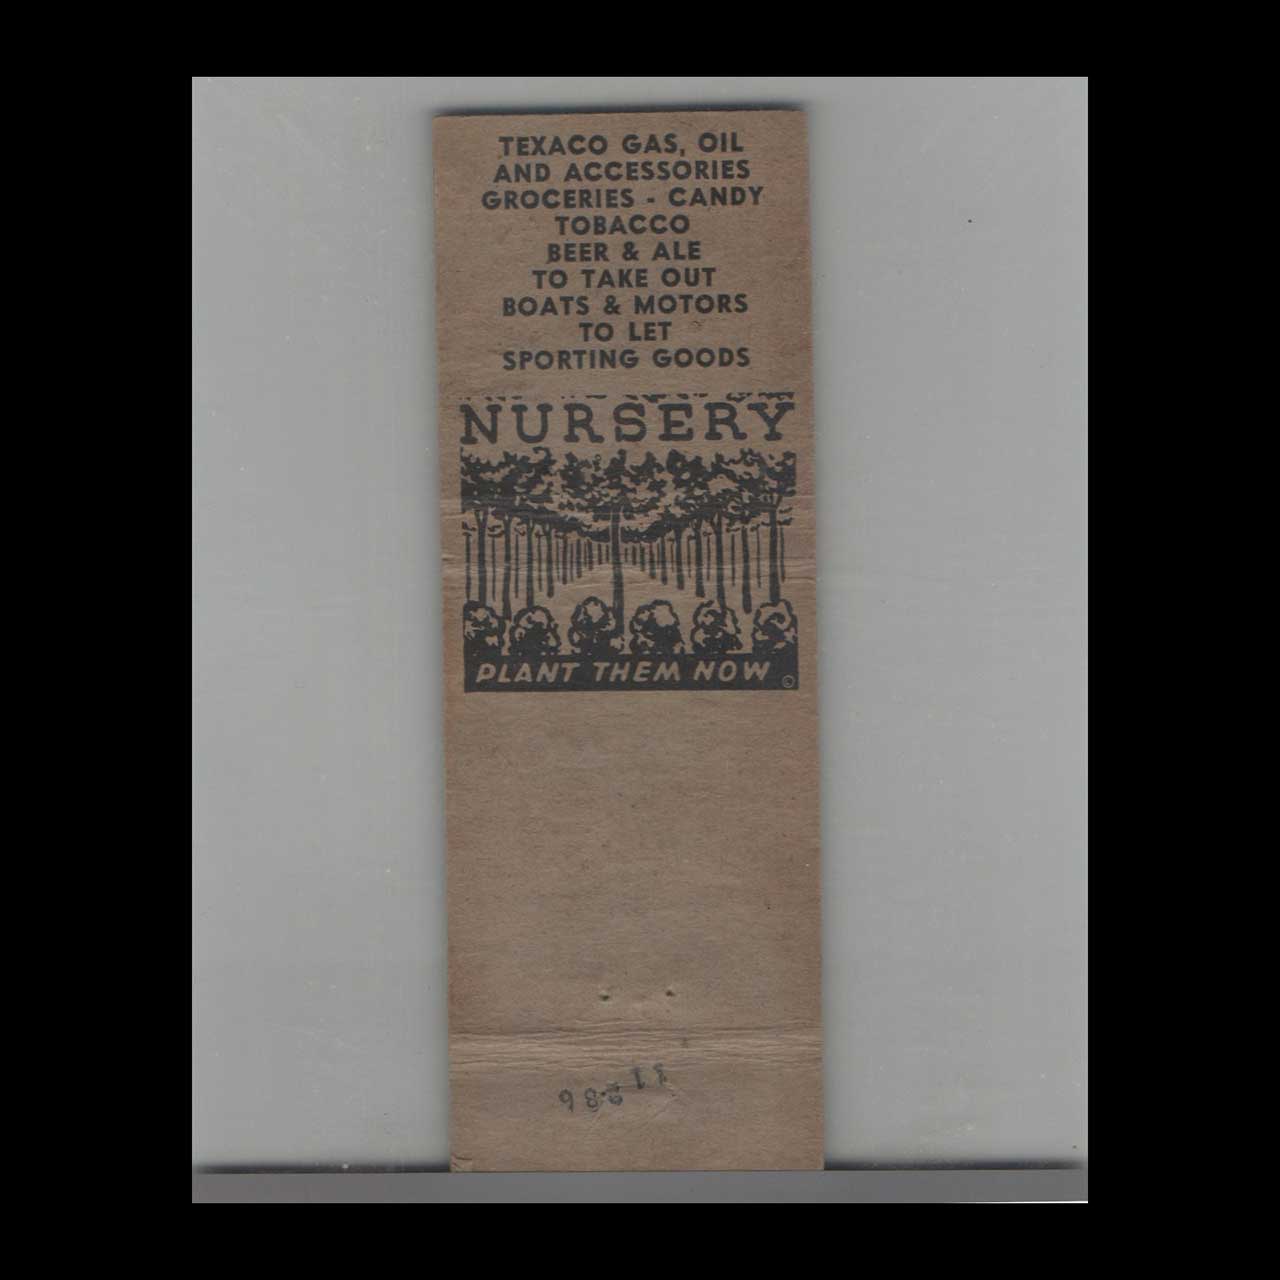 TEXACO GAS, OIL
AND ACCESSORIES
GROCERIES - CANDY
TOBACCO
BEER & ALE
TO TAKE OUT
BOATS & MOTORS
TO LET
SPORTING GOODS
NURSERY
PLANT THEM NOW ©